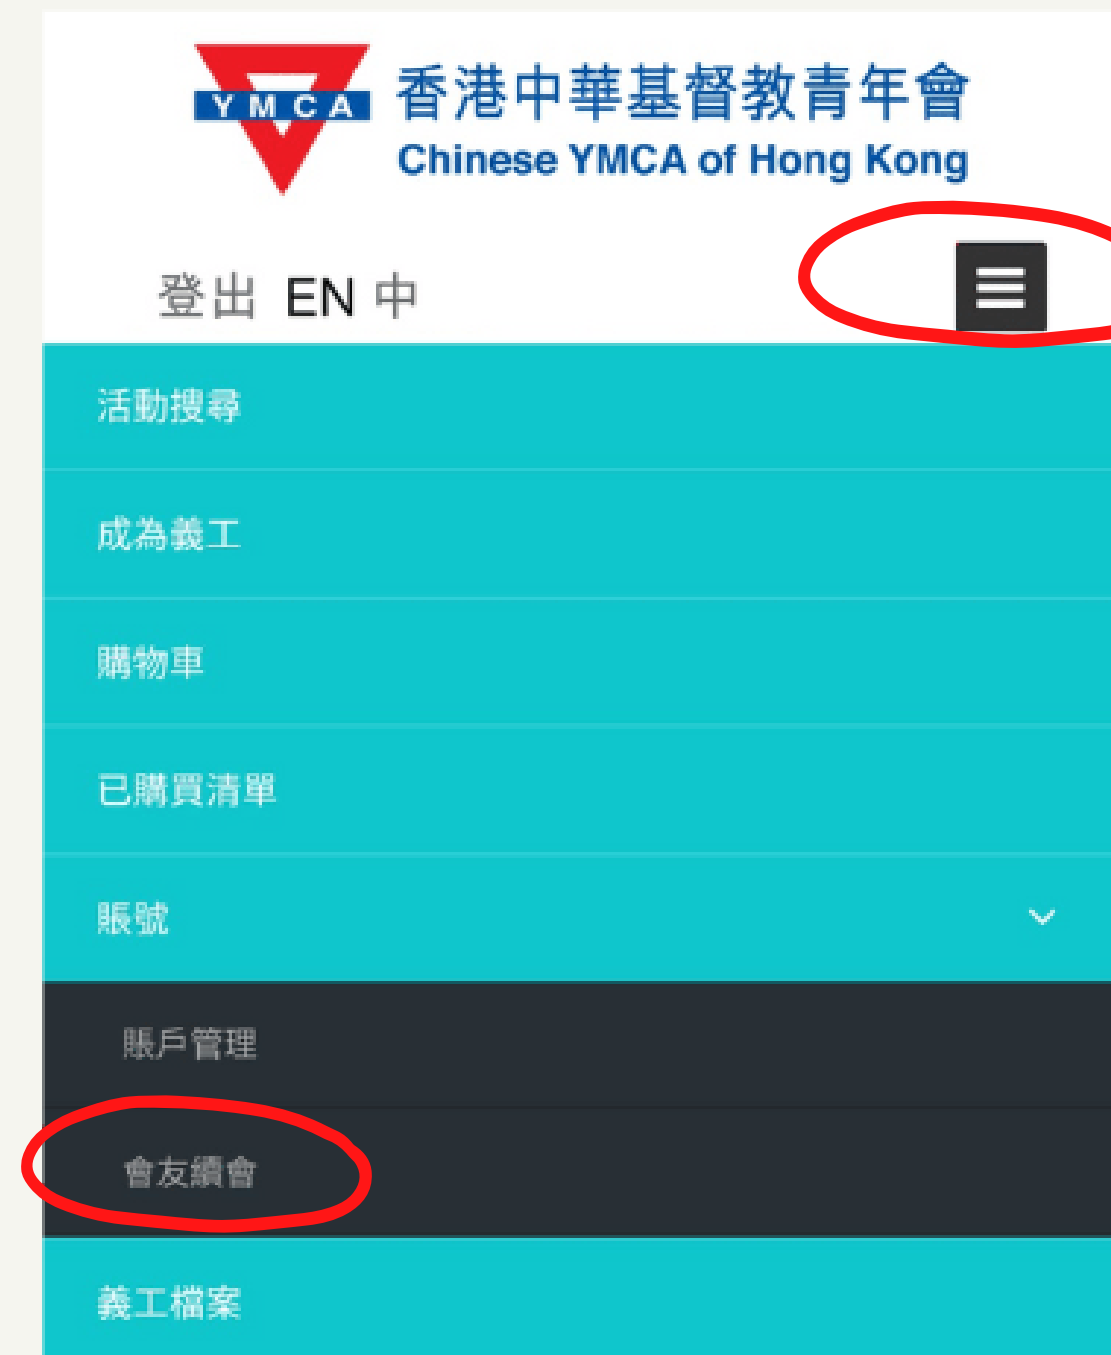 YMCA
香港中華基督教青年會
Chinese YMCA of Hong Kong
登出 EN 中
活動搜尋
成為義工
購物車
已購買清單
賬號
賬戶管理
會友續會
義工檔案